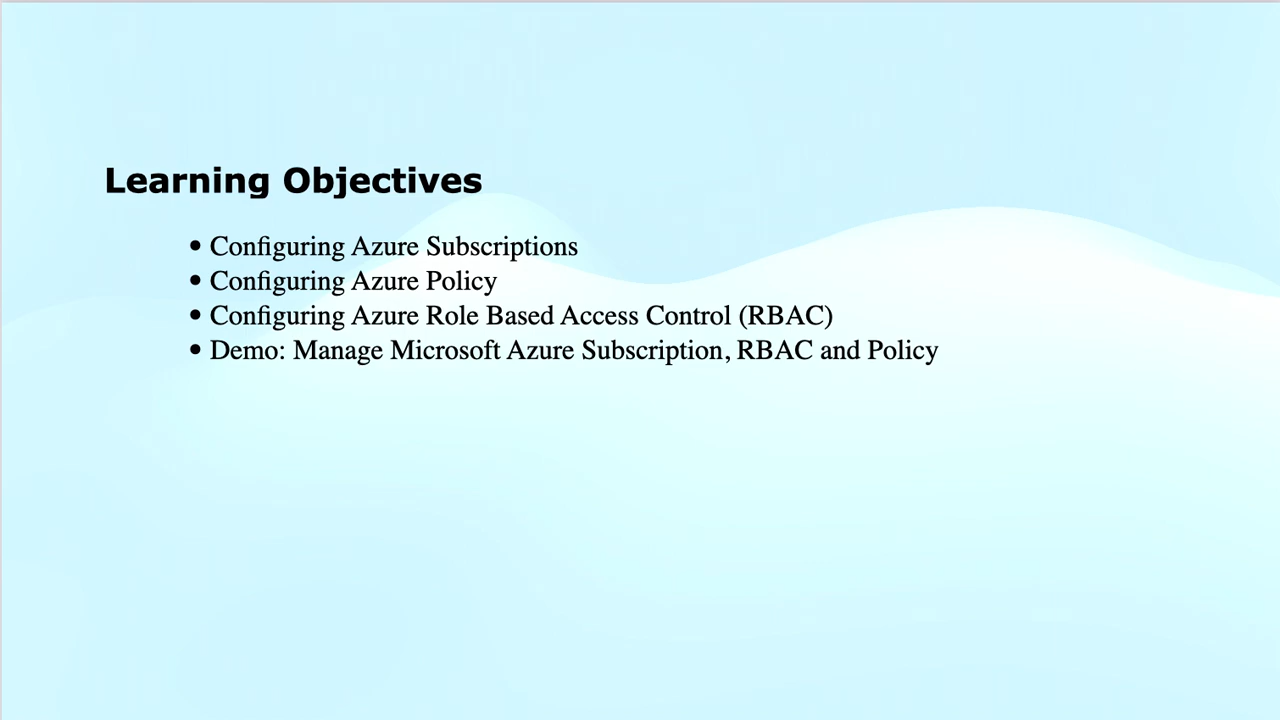 Learning Objectives
• Configuring Azure Subscriptions
• Configuring Azure Policy
• Configuring Azure Role Based Access Control (RBAC)
• Demo: Manage Microsoft Azure Subscription, RBAC and Policy